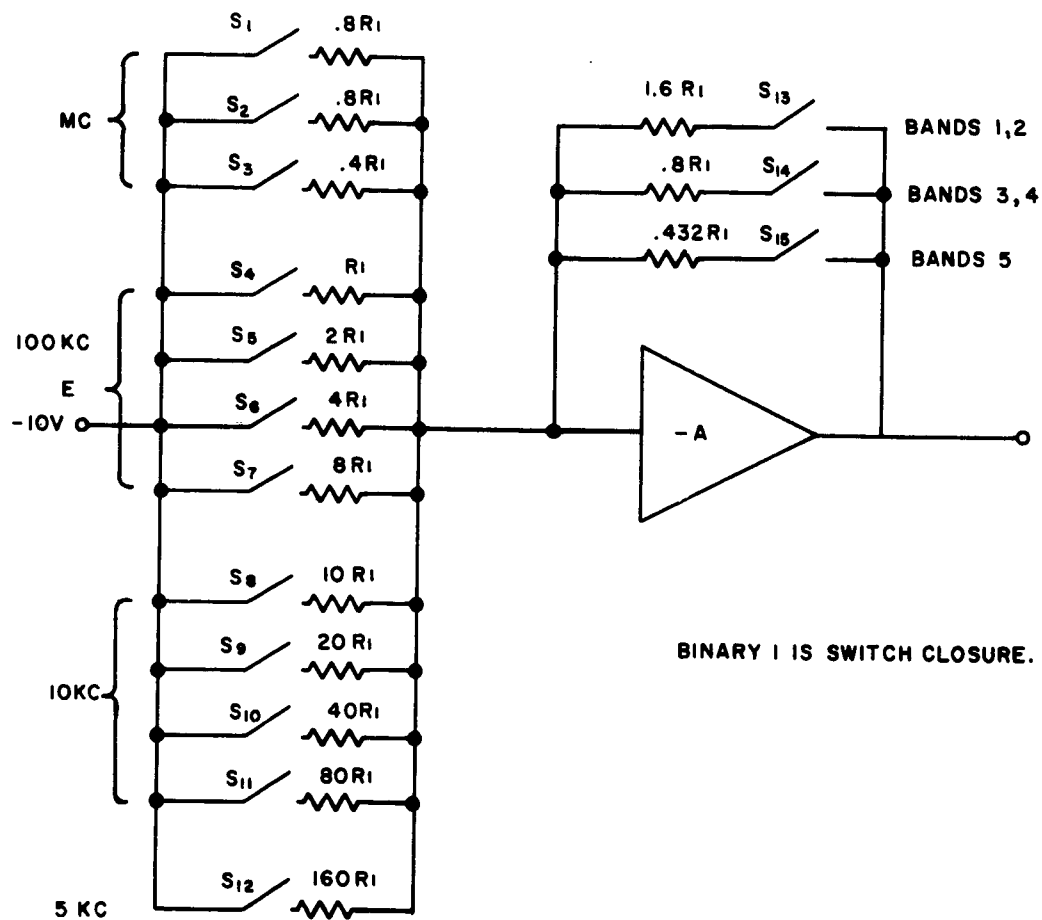 S1 .8R1
MC
S2 .8R1
S3 .4R1
S4 R1
100KC
S5 2R1
E
-10V
S6 4R1
S7 8R1
S8 10R1
S9 20R1
10KC
S10 40R1
S11 80R1
S12 160R1
5 KC
1.6 R1 S13
BANDS 1,2
.8R1 S14
BANDS 3,4
.432R1 S15
BANDS 5
-A
BINARY 1 IS SWITCH CLOSURE.